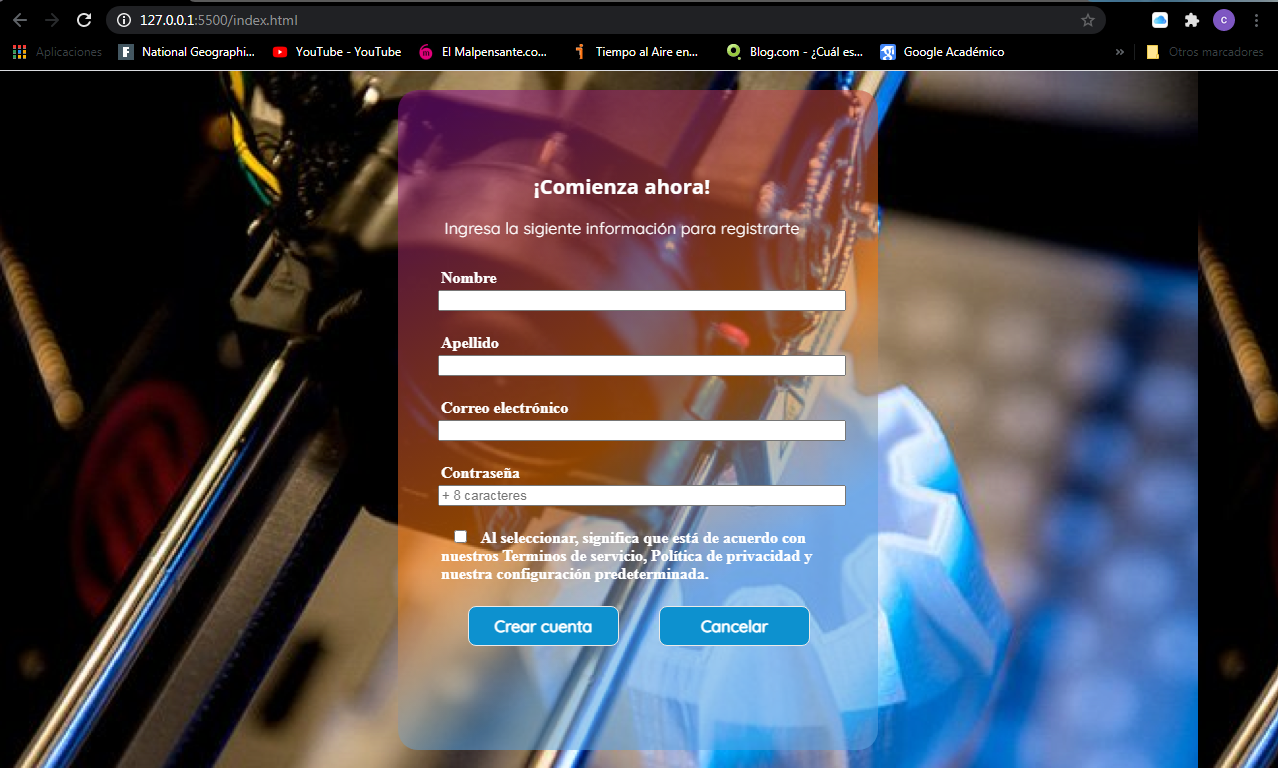 127.0.0.1:5500/index.html
c
Aplicaciones
National Geographi...
YouTube - YouTube
El Malpensante.co...
Tiempo al Aire en...
Blog.com - ¿Cuál es...
Google Académico
»
Otros marcadores
¡Comienza ahora!
Ingresa la sigiente información para registrarte
Nombre
Apellido
Correo electrónico
Contraseña
+ 8 caracteres
Al seleccionar, significa que está de acuerdo con
nuestros Terminos de servicio, Política de privacidad y
nuestra configuración predeterminada.
Crear cuenta
Cancelar